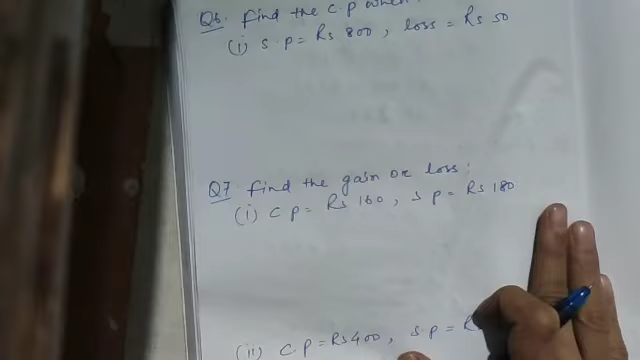 Q6. Find the C.P when
(i) S.P = Rs 800, loss = Rs 50
Q7. Find the gain or loss:
(i) C P = Rs 160, S P = Rs 180
(ii) C.P = Rs 400, S.P =